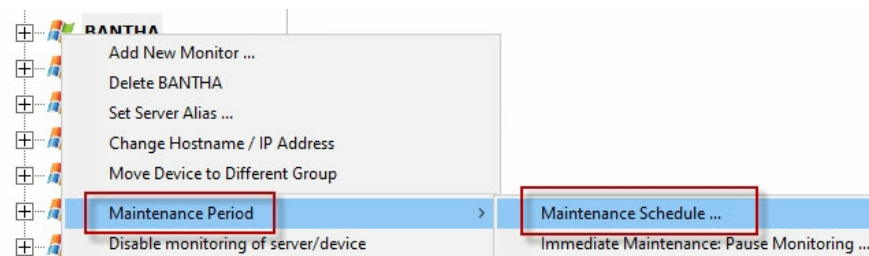 BANTHA
Add New Monitor ...
Delete BANTHA
Set Server Alias ...
Change Hostname / IP Address
Move Device to Different Group
Maintenance Period
Maintenance Schedule ...
Disable monitoring of server/device
Immediate Maintenance: Pause Monitoring ...